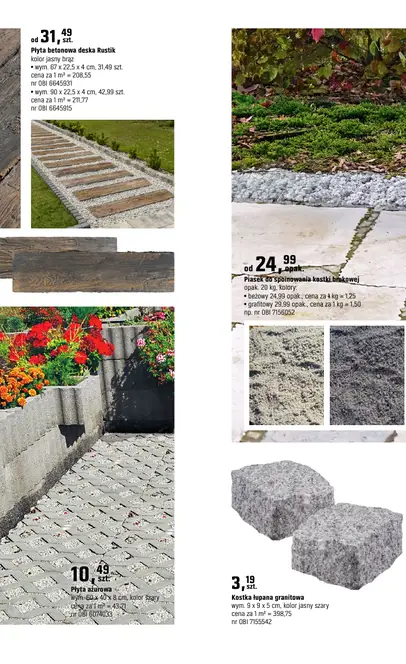 od 31,49 szt.
Płyta betonowa deska Rustik
kolor jasny brąz
• wym. 67 x 22,5 x 4 cm, 31,49 szt.
cena za 1 m² = 208,55
nr OBI 6645931
• wym. 90 x 22,5 x 4 cm, 42,99 szt.
cena za 1 m² = 211,77
nr OBI 6645915
od 24,99 opak.
Piasek do spoinowania kostki brukowej
opak. 20 kg, kolory:
• beżowy 24,99 opak., cena za 1 kg = 1,25
• grafitowy 29,99 opak., cena za 1 kg = 1,50
np. nr OBI 7156052
10,49 szt.
Płyta ażurowa
wym. 60 x 40 x 8 cm, kolor szary
cena za 1 m² = 43,71
nr OBI 6074033
3,19 szt.
Kostka łupana granitowa
wym. 9 x 9 x 5 cm, kolor jasny szary
cena za 1 m² = 398,75
nr OBI 7155542